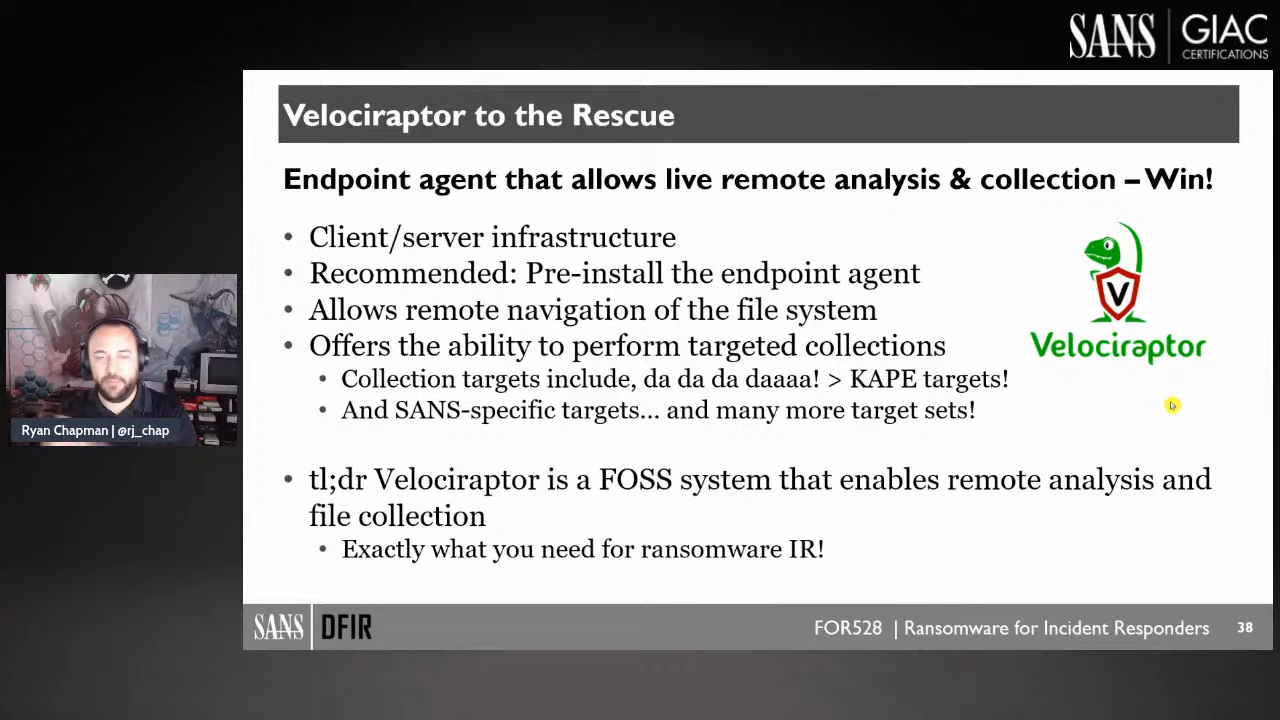 SANS | GIAC
CERTIFICATIONS
Velociraptor to the Rescue
Endpoint agent that allows live remote analysis & collection – Win!
• Client/server infrastructure
• Recommended: Pre-install the endpoint agent
• Allows remote navigation of the file system
• Offers the ability to perform targeted collections
• Collection targets include, da da da daaaa! > KAPE targets!
• And SANS-specific targets... and many more target sets!
V
Velociraptor
• tl;dr Velociraptor is a FOSS system that enables remote analysis and
file collection
• Exactly what you need for ransomware IR!
Ryan Chapman | @rj_chap
SANS | DFIR
FOR528 | Ransomware for Incident Responders 38